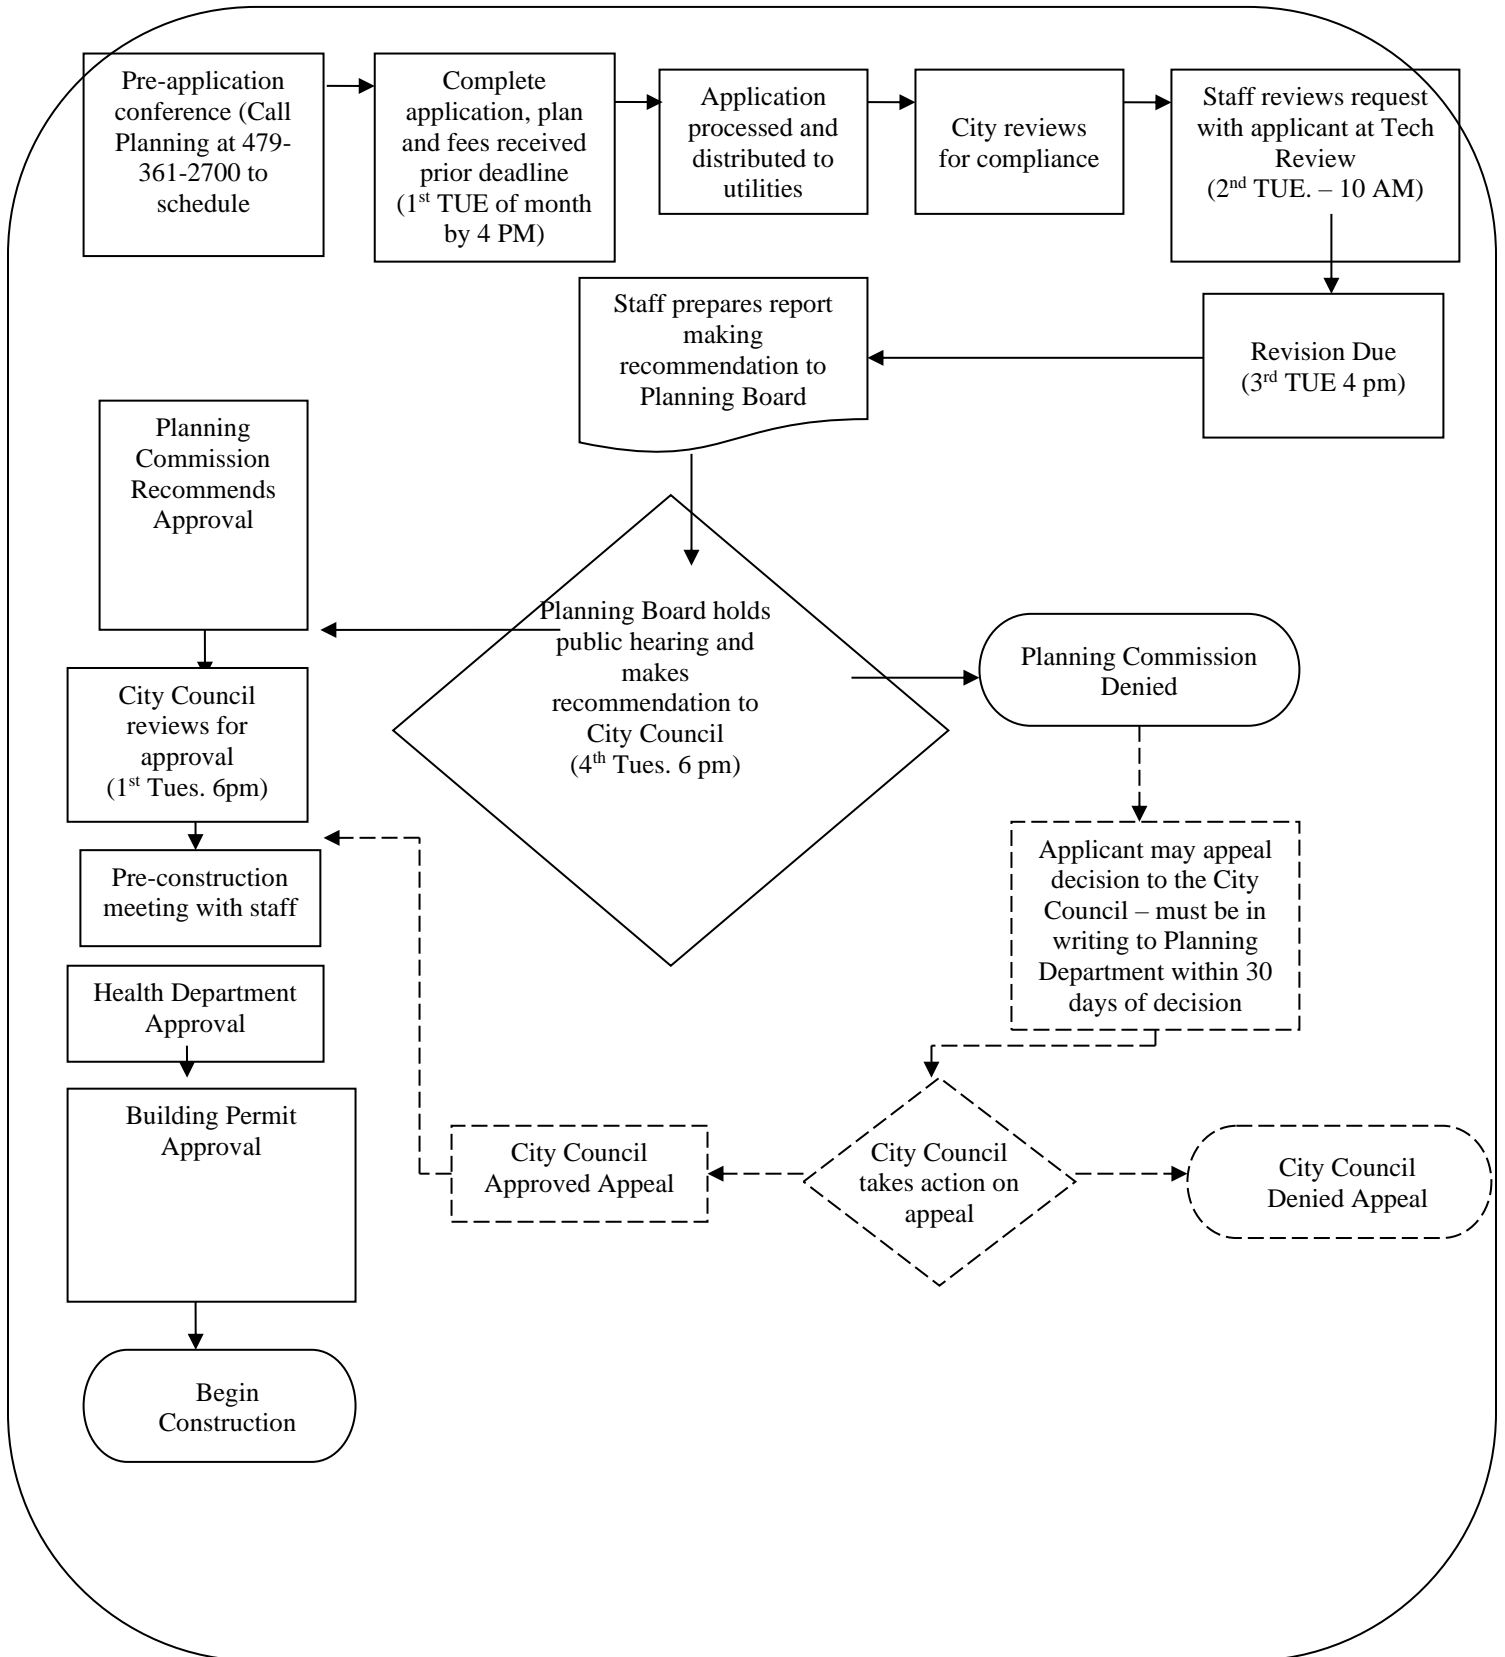 Pre-application
conference (Call
Planning at 479-
361-2700 to
schedule
Complete
application, plan
and fees received
prior deadline
(1st TUE of month
by 4 PM)
Application
processed and
distributed to
utilities
City reviews
for compliance
Staff reviews request
with applicant at Tech
Review
(2nd TUE. – 10 AM)
Revision Due
(3rd TUE 4 pm)
Staff prepares report
making
recommendation to
Planning Board
Planning
Commission
Recommends
Approval
Planning Board holds
public hearing and
makes
recommendation to
City Council
(4th Tues. 6 pm)
Planning Commission
Denied
City Council
reviews for
approval
(1st Tues. 6pm)
Pre-construction
meeting with staff
Applicant may appeal
decision to the City
Council – must be in
writing to Planning
Department within 30
days of decision
Health Department
Approval
Building Permit
Approval
City Council
Approved Appeal
City Council
takes action on
appeal
City Council
Denied Appeal
Begin
Construction